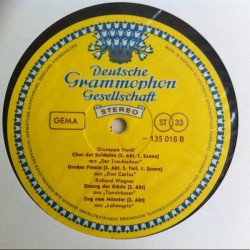 Deutsche
Grammophon
Gesellschaft
STEREO
GEMA
ST 33
135 018 B
Giuseppe Verdi
Chor der Soldaten (3. Akt, 1. Szene)
aus "Der Troubadour"
Großes Finale (3. Akt, 2. Teil, 1. Szene)
aus "Don Carlos"
Richard Wagner
Einzug der Gäste (2. Akt)
aus "Tannhäuser"
Zug zum Münster (2. Akt)
aus "Lohengrin"